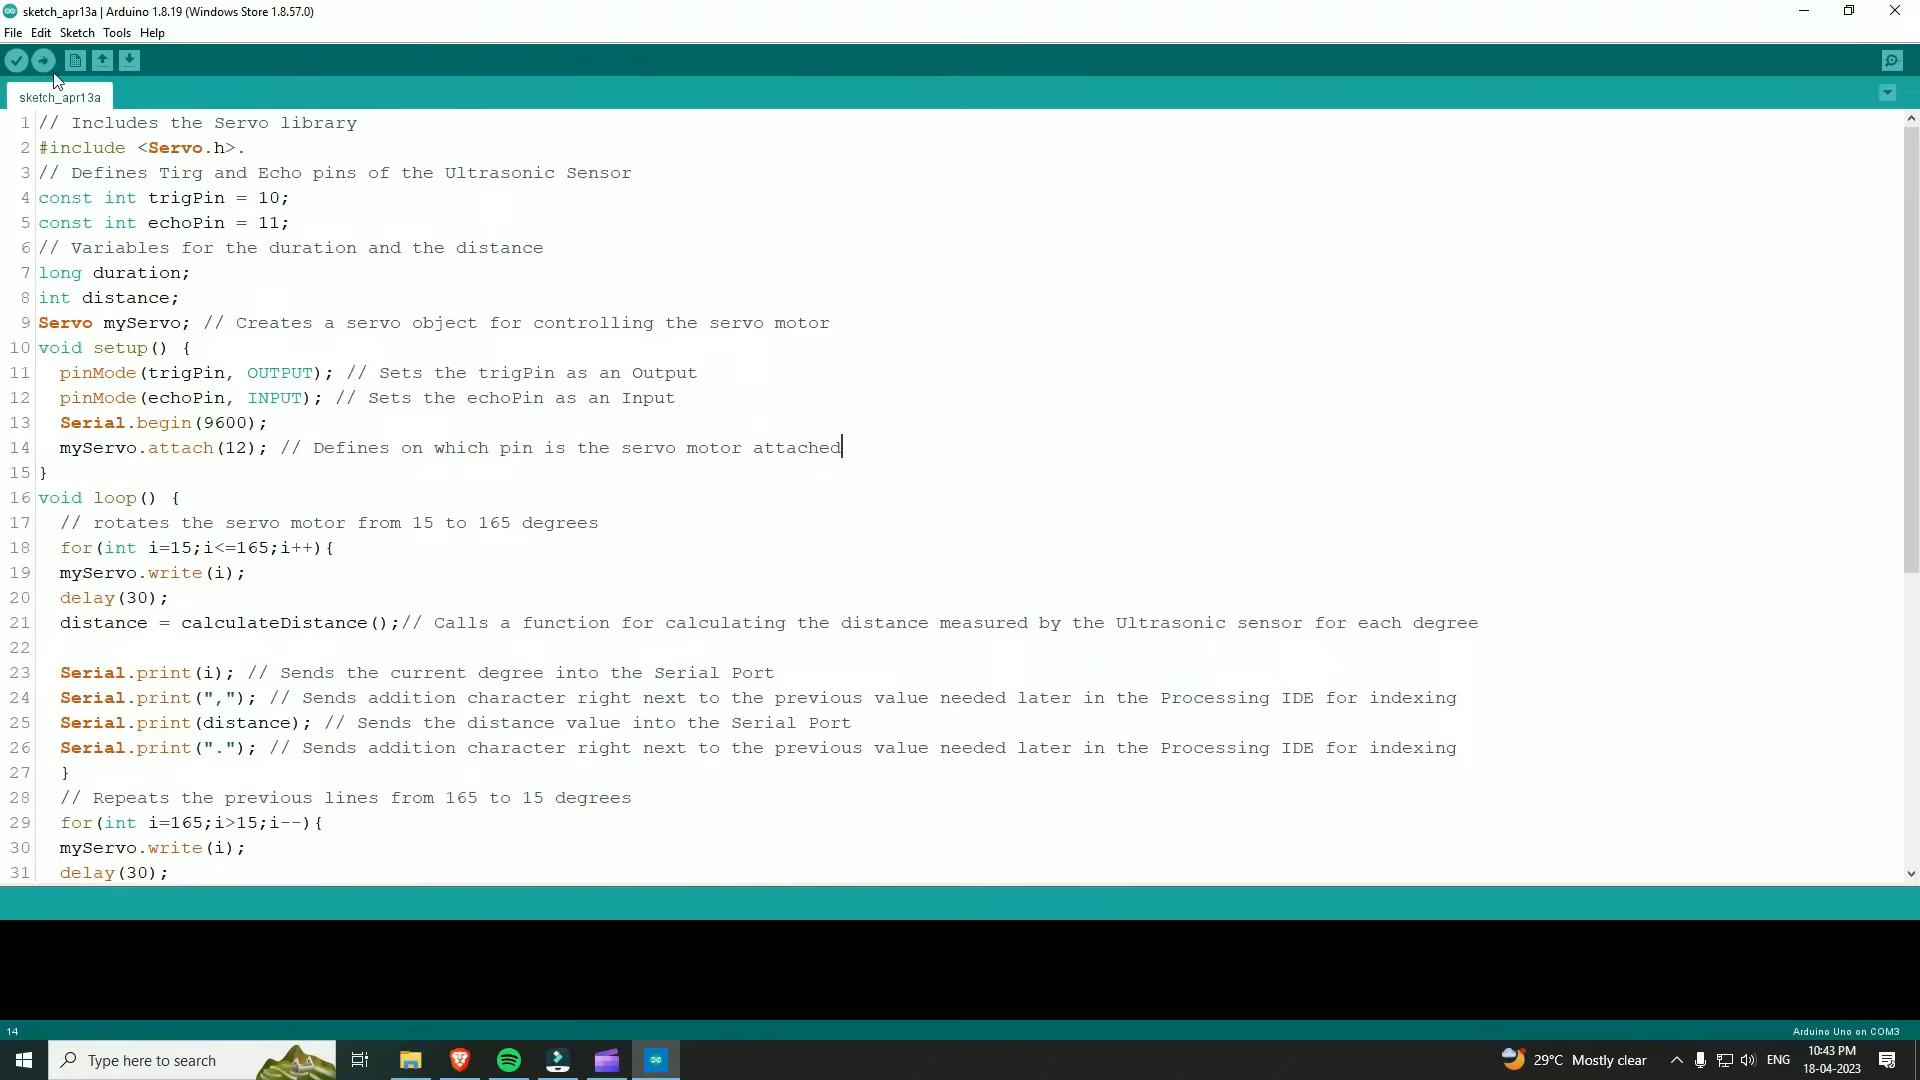 sketch_apr13a | Arduino 1.8.19 (Windows Store 1.8.57.0)
File Edit Sketch Tools Help
sketch_apr13a
1 // Includes the Servo library
2 #include <Servo.h>.
3 // Defines Tirg and Echo pins of the Ultrasonic Sensor
4 const int trigPin = 10;
5 const int echoPin = 11;
6 // Variables for the duration and the distance
7 long duration;
8 int distance;
9 Servo myServo; // Creates a servo object for controlling the servo motor
10 void setup() {
11   pinMode(trigPin, OUTPUT); // Sets the trigPin as an Output
12   pinMode(echoPin, INPUT); // Sets the echoPin as an Input
13   Serial.begin(9600);
14   myServo.attach(12); // Defines on which pin is the servo motor attached
15 }
16 void loop() {
17   // rotates the servo motor from 15 to 165 degrees
18   for(int i=15;i<=165;i++){
19   myServo.write(i);
20   delay(30);
21   distance = calculateDistance();// Calls a function for calculating the distance measured by the Ultrasonic sensor for each degree
22
23   Serial.print(i); // Sends the current degree into the Serial Port
24   Serial.print(","); // Sends addition character right next to the previous value needed later in the Processing IDE for indexing
25   Serial.print(distance); // Sends the distance value into the Serial Port
26   Serial.print("."); // Sends addition character right next to the previous value needed later in the Processing IDE for indexing
27   }
28   // Repeats the previous lines from 165 to 15 degrees
29   for(int i=165;i>15;i--){
30   myServo.write(i);
31   delay(30);
14 Arduino Uno on COM3
Type here to search
29°C Mostly clear
ENG
10:43 PM
18-04-2023